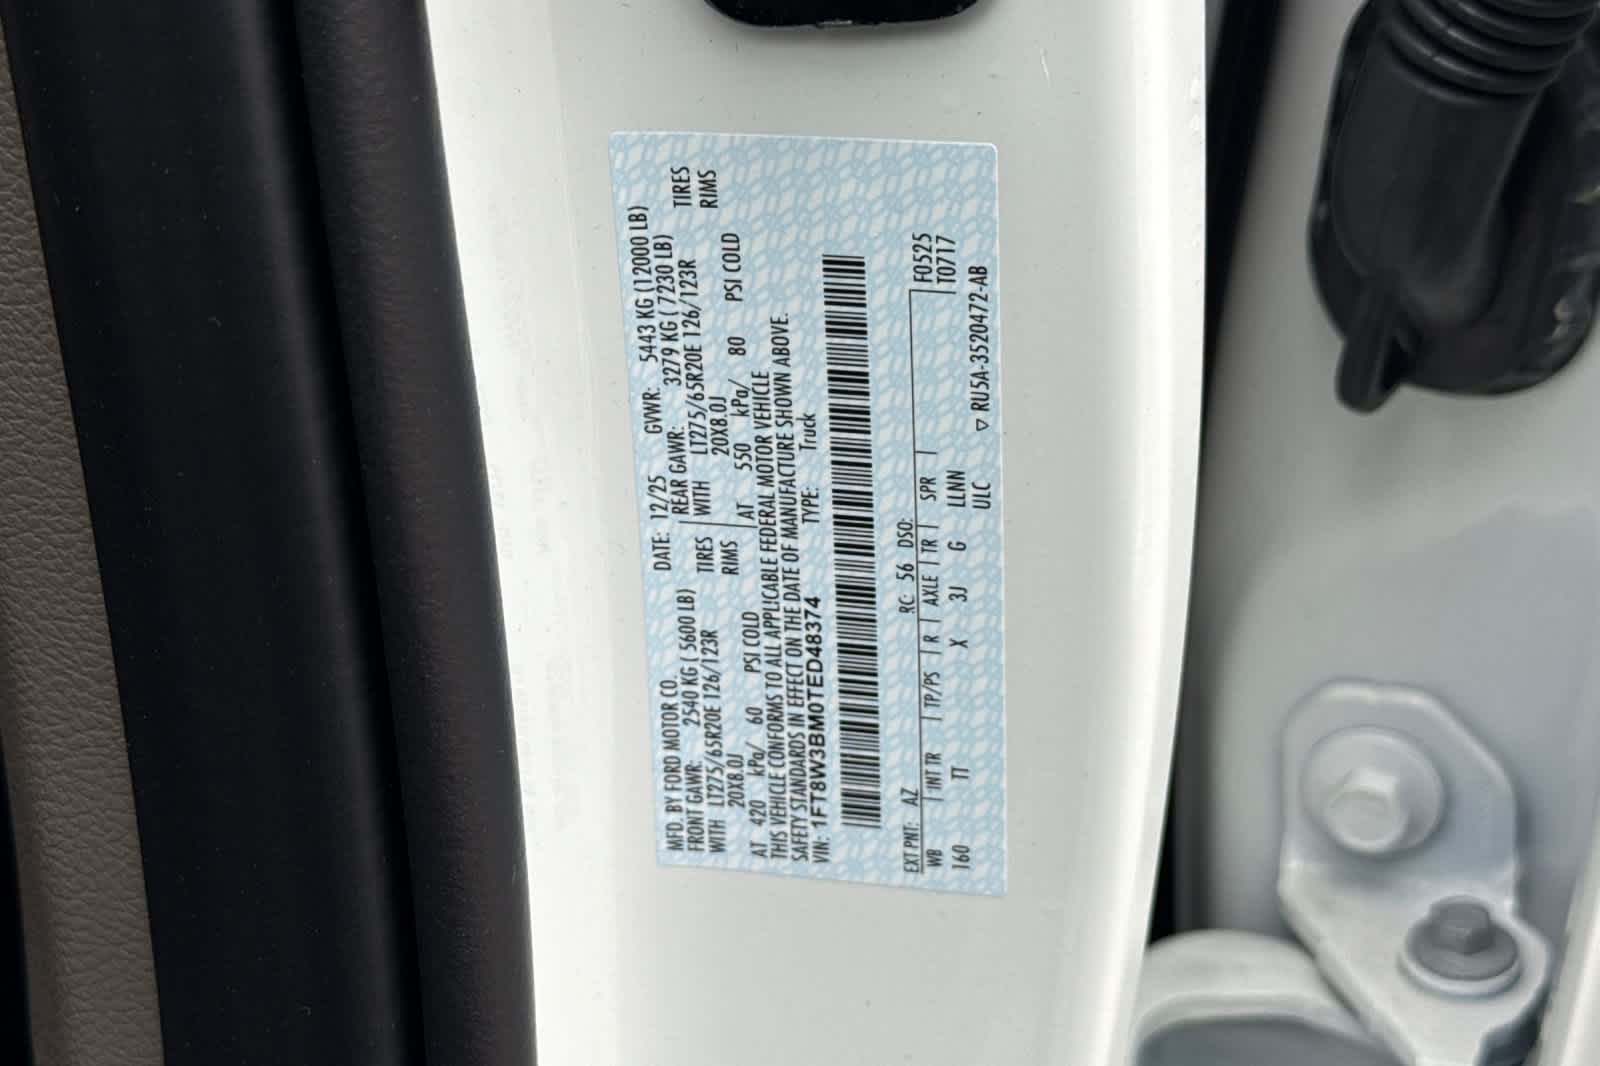 MFD. BY FORD MOTOR CO.
DATE: 12/25 GVWR: 5443 KG (12000 LB)
FRONT GAWR: 2540 KG ( 5600 LB) REAR GAWR: 3279 KG ( 7230 LB)
WITH LT275/65R20E 126/123R TIRES WITH LT275/65R20E 126/123R TIRES
20X8.0J RIMS 20X8.0J RIMS
AT 420 kPa/ 60 PSI COLD AT 550 kPa/ 80 PSI COLD
THIS VEHICLE CONFORMS TO ALL APPLICABLE FEDERAL MOTOR VEHICLE
SAFETY STANDARDS IN EFFECT ON THE DATE OF MANUFACTURE SHOWN ABOVE.
VIN: 1FT8W3BM0TED48374 TYPE: Truck
EXT PNT: AZ RC: 56 DSO: F0525
WB INT TR TP/PS R AXLE TR SPR T0717
160 TT X 3J G LLNN
ULC ▽ RU5A-3520472-AB